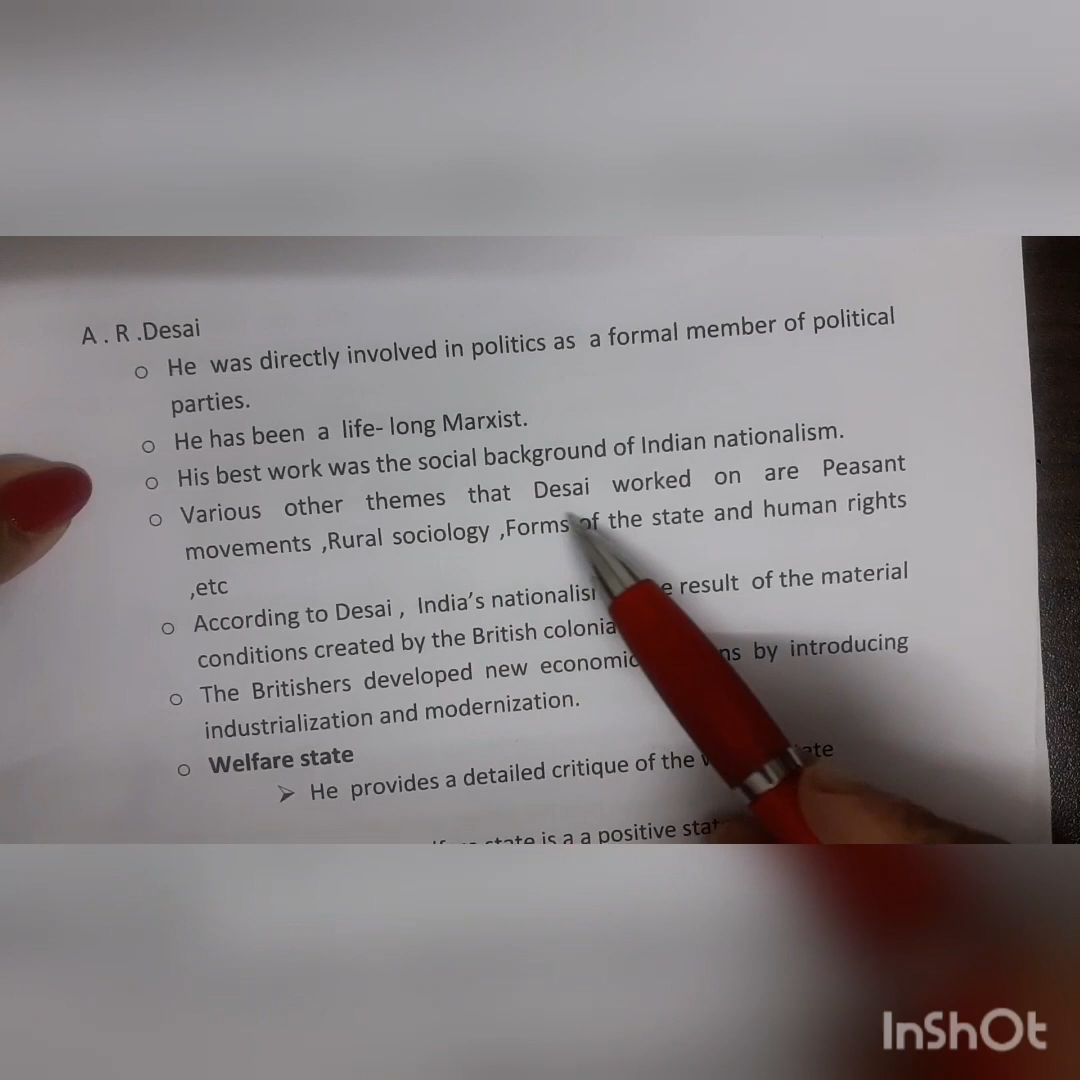 A . R .Desai
o He was directly involved in politics as a formal member of political
parties.
o He has been a life- long Marxist.
o His best work was the social background of Indian nationalism.
o Various other themes that Desai worked on are Peasant
movements ,Rural sociology ,Forms of the state and human rights
,etc
o According to Desai , India's result of the material
conditions created by the British
o The Britishers developed new by introducing
industrialization and modernization.
o Welfare state
➢ He provides a detailed critique of the
state is a a positive
InShOt